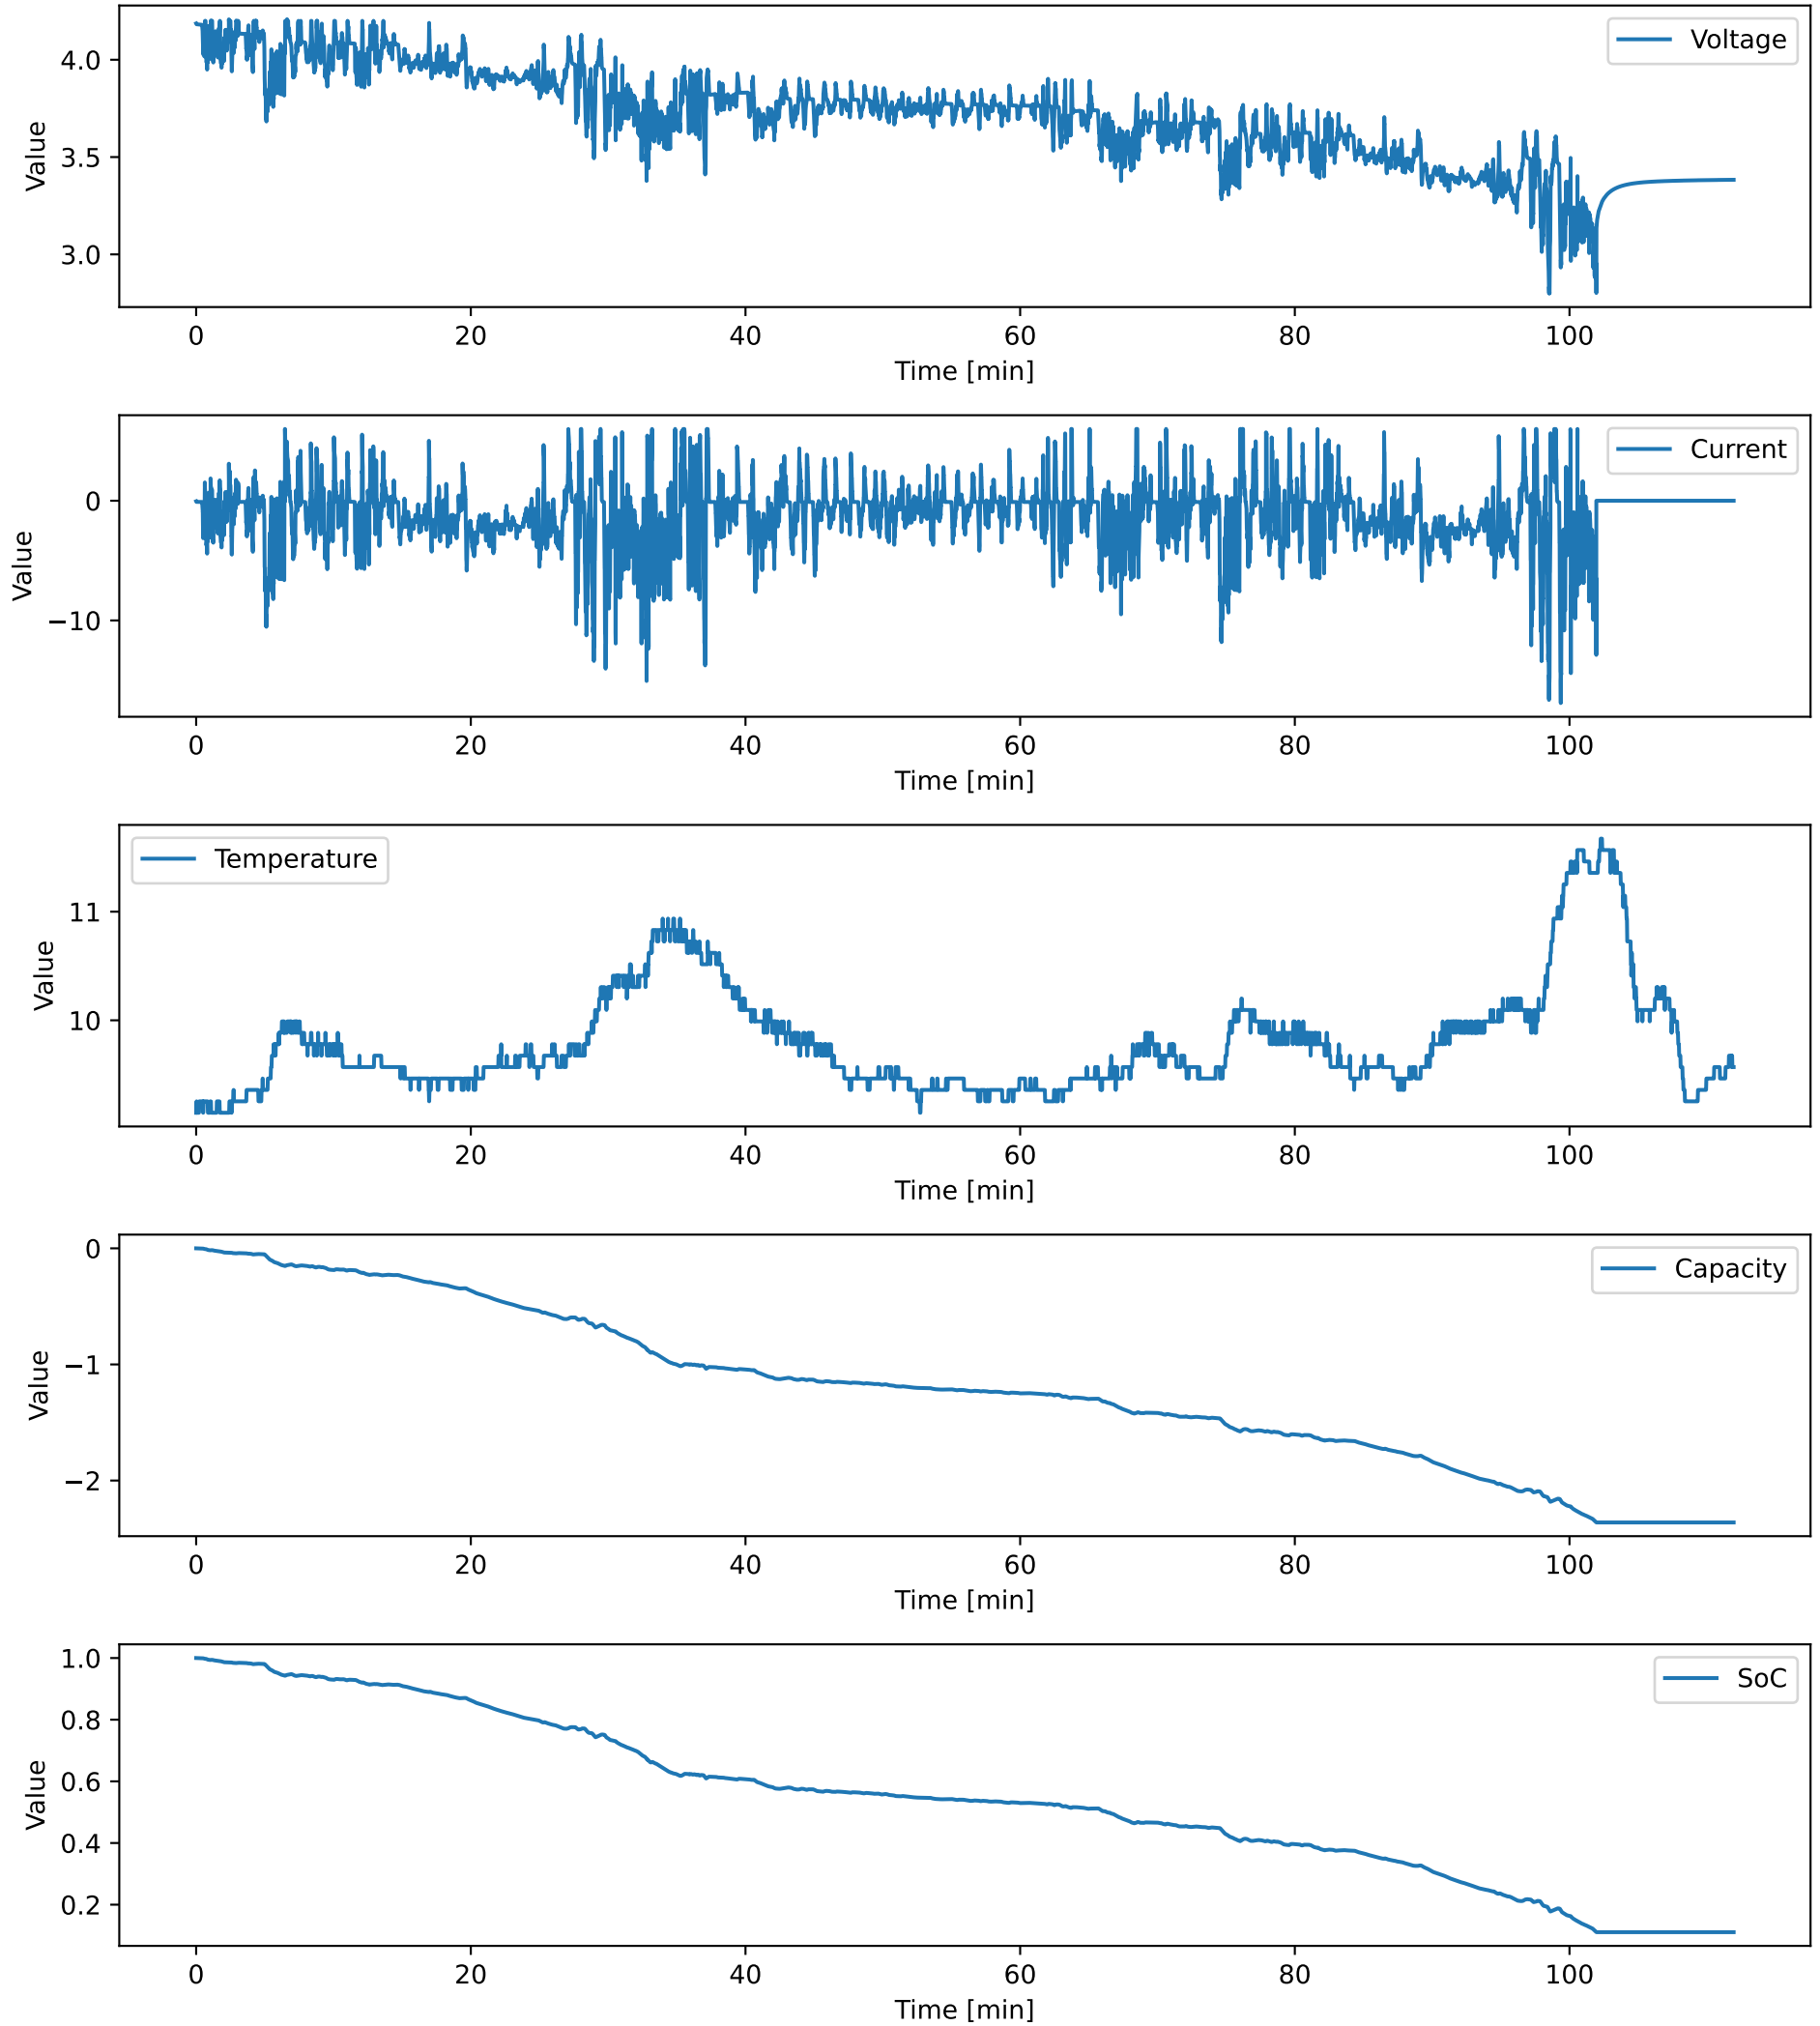 Voltage
4.0
3.5
3.0
Value
0 20 40 60 80 100
Time [min]
Current
0
−10
Value
0 20 40 60 80 100
Time [min]
Temperature
11
10
Value
0 20 40 60 80 100
Time [min]
Capacity
0
−1
−2
Value
0 20 40 60 80 100
Time [min]
SoC
1.0
0.8
0.6
0.4
0.2
Value
0 20 40 60 80 100
Time [min]